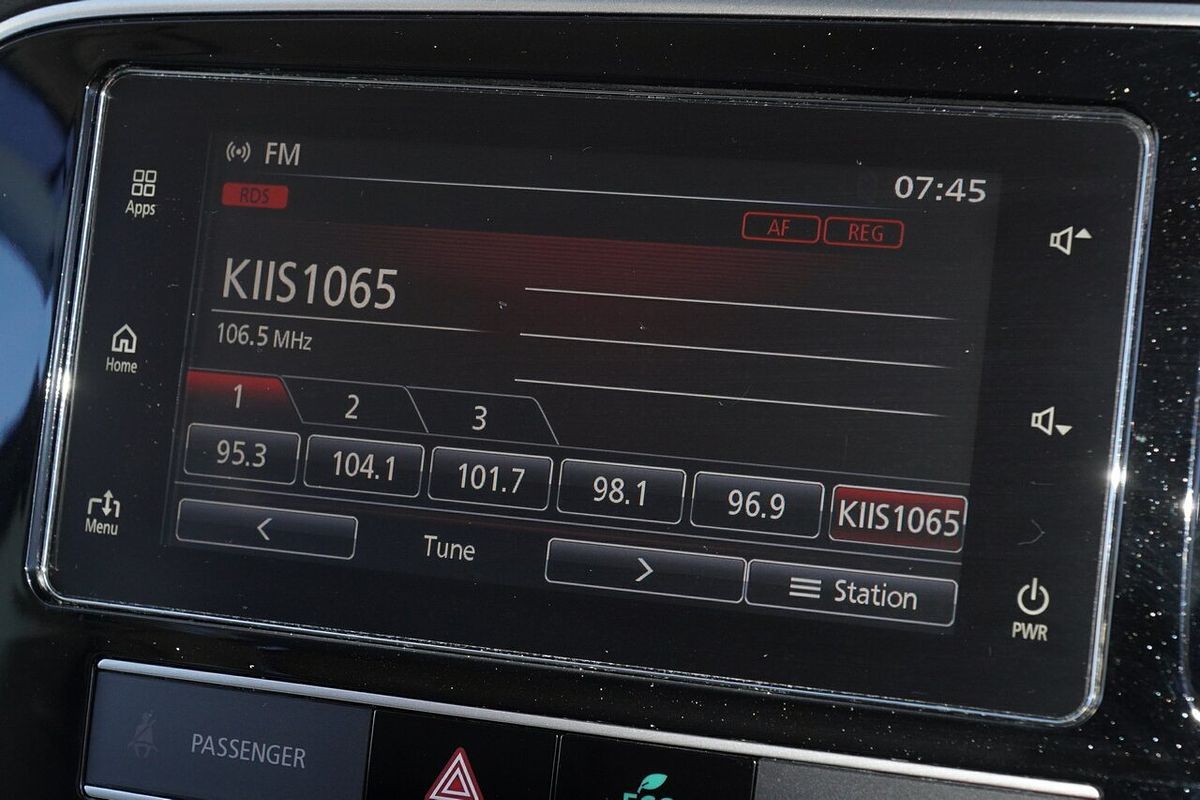 FM
07:45
RDS
AF REG
Apps
KIIS1065
106.5 MHz
Home
1 2 3
95.3 104.1 101.7 98.1 96.9 KIIS1065
Menu
< Tune > Station
PWR
PASSENGER
ECO